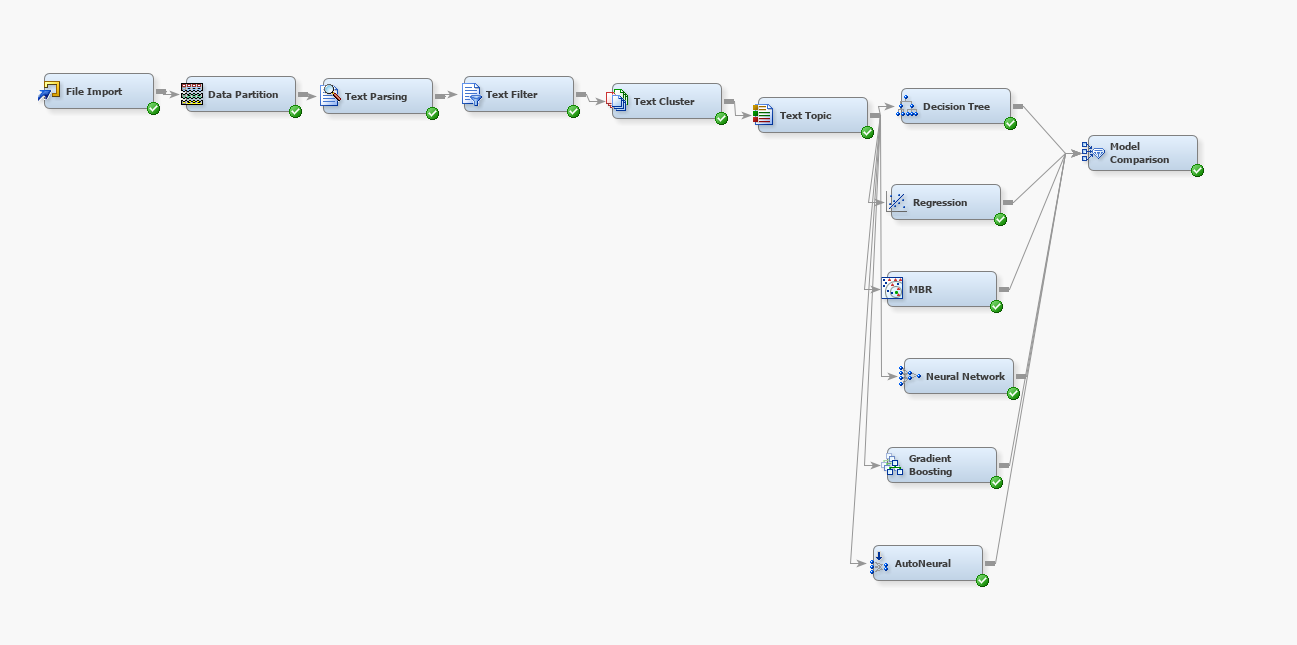 File Import
Data Partition
Text Parsing
Text Filter
Text Cluster
Text Topic
Decision Tree
Model
Comparison
Regression
MBR
Neural Network
Gradient
Boosting
AutoNeural